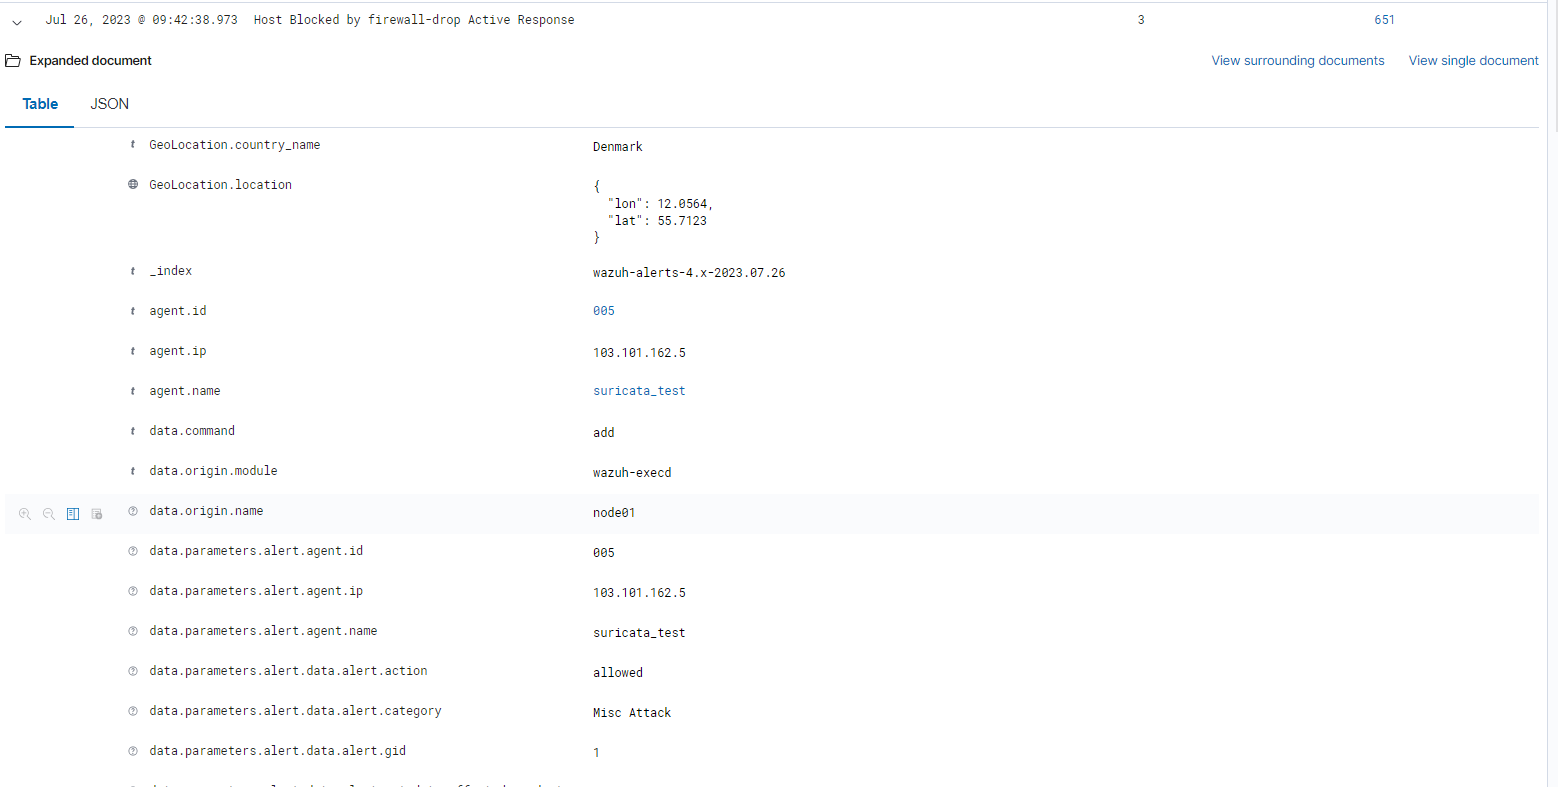 Jul 26, 2023 @ 09:42:38.973 Host Blocked by firewall-drop Active Response 3 651
Expanded document View surrounding documents View single document
Table JSON
t GeoLocation.country_name Denmark
GeoLocation.location {
"lon": 12.0564,
"lat": 55.7123
}
t _index wazuh-alerts-4.x-2023.07.26
t agent.id 005
t agent.ip 103.101.162.5
t agent.name suricata_test
t data.command add
t data.origin.module wazuh-execd
? data.origin.name node01
? data.parameters.alert.agent.id 005
? data.parameters.alert.agent.ip 103.101.162.5
? data.parameters.alert.agent.name suricata_test
? data.parameters.alert.data.alert.action allowed
? data.parameters.alert.data.alert.category Misc Attack
? data.parameters.alert.data.alert.gid 1